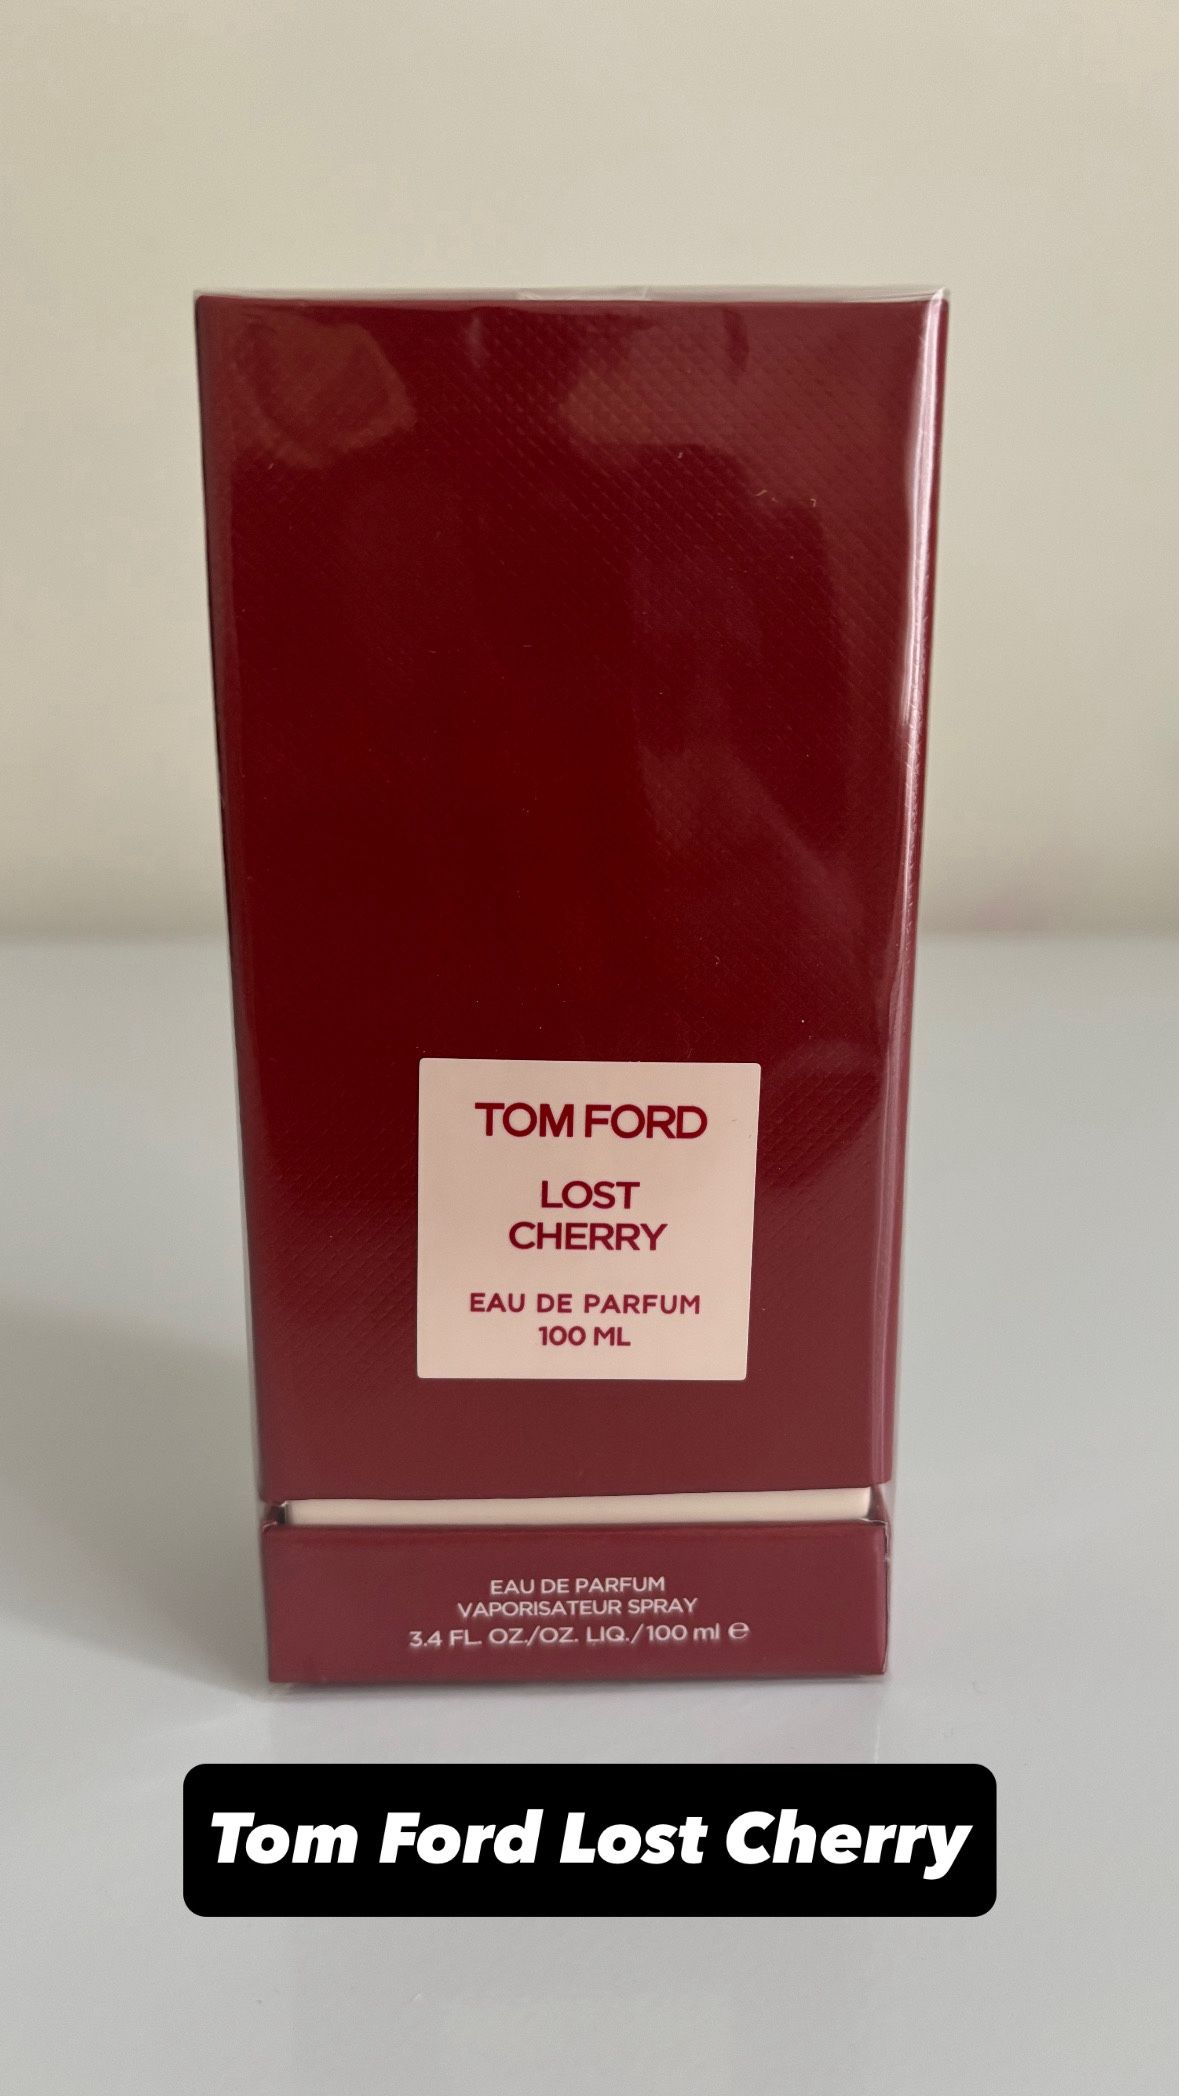 TOM FORD
LOST
CHERRY
EAU DE PARFUM
100 ML
EAU DE PARFUM
VAPORISATEUR SPRAY
3.4 FL. OZ./OZ. LIQ./100 ml ℮
Tom Ford Lost Cherry